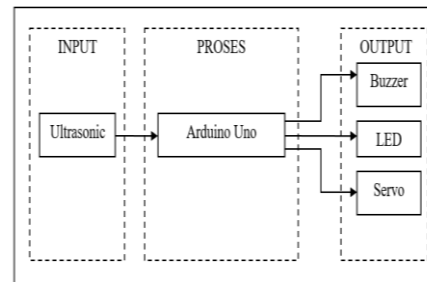 INPUT
PROSES
OUTPUT
Buzzer
Ultrasonic
Arduino Uno
LED
Servo